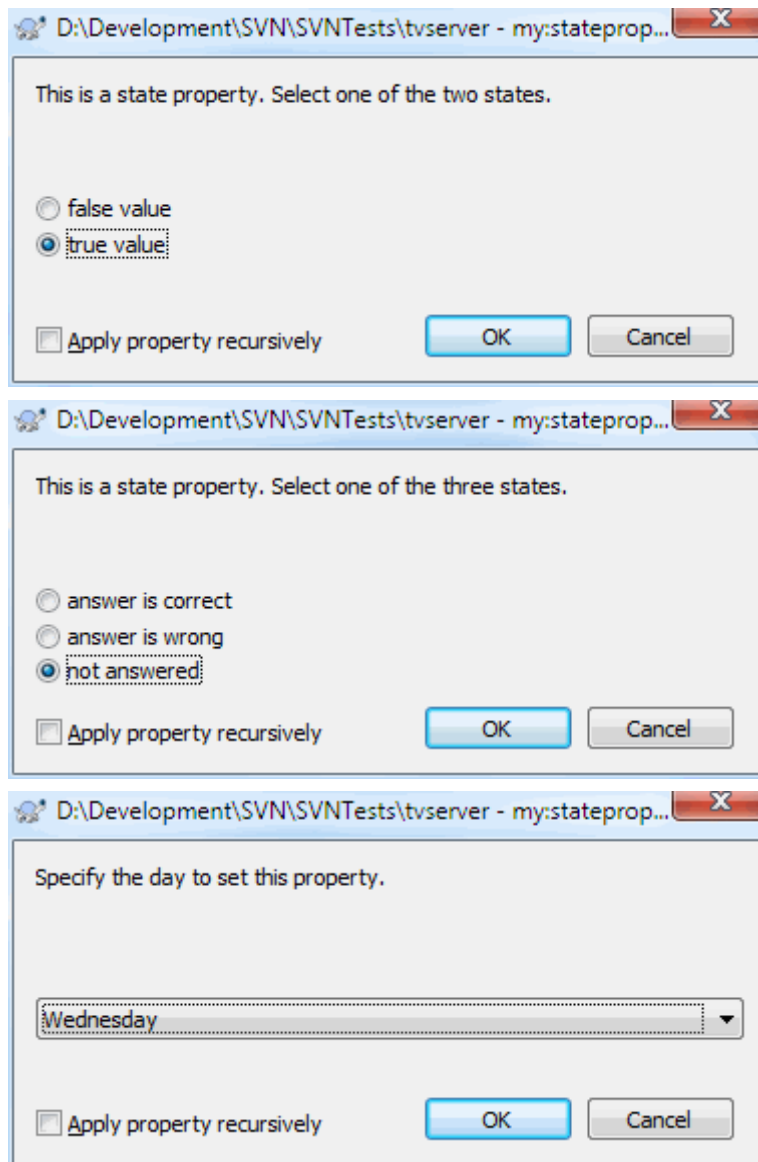 D:\Development\SVN\SVNTests\tvserver - my:stateprop...
This is a state property. Select one of the two states.
false value
true value
Apply property recursively OK Cancel
D:\Development\SVN\SVNTests\tvserver - my:stateprop...
This is a state property. Select one of the three states.
answer is correct
answer is wrong
not answered
Apply property recursively OK Cancel
D:\Development\SVN\SVNTests\tvserver - my:stateprop...
Specify the day to set this property.
Wednesday
Apply property recursively OK Cancel